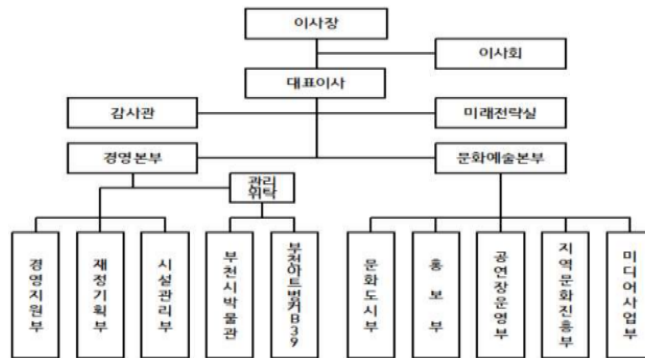 이사장
이사회
대표이사
감사관
미래전략실
경영본부
문화예술본부
관리
위탁
경영지원부
재정기획부
시설관리부
부천시박물관
부천아트벙커B39
문화도시부
홍보부
공연장운영부
지역문화진흥부
미디어사업부